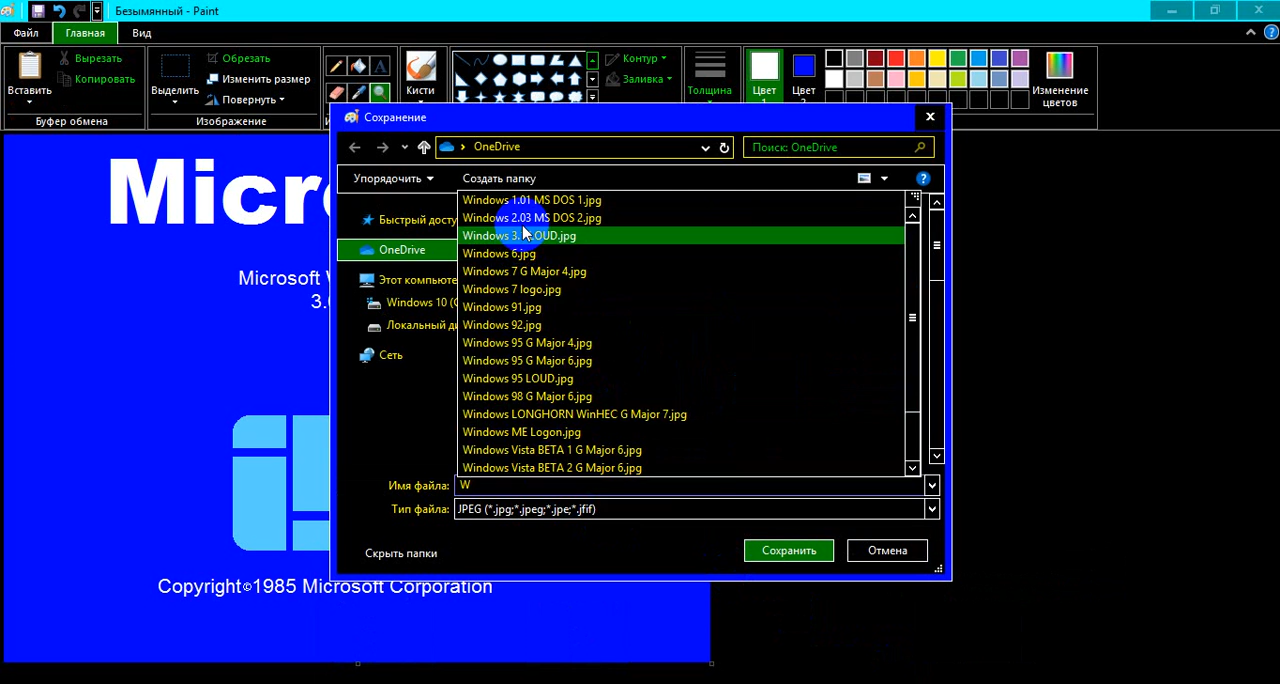 Безымянный - Paint
Файл
Главная
Вид
Вставить
Вырезать
Копировать
Буфер обмена
Выделить
Обрезать
Изменить размер
Повернуть
Изображение
A
Кисти
Контур
Заливка
Толщина
Цвет
1
Цвет
2
Изменение
цветов
Сохранение
OneDrive
Поиск: OneDrive
Упорядочить
Создать папку
Быстрый досту
OneDrive
Этот компьюте
Windows 10 (
Локальный ди
Сеть
Windows 1.01 MS DOS 1.jpg
Windows 2.03 MS DOS 2.jpg
Windows 3. LOUD.jpg
Windows 6.jpg
Windows 7 G Major 4.jpg
Windows 7 logo.jpg
Windows 91.jpg
Windows 92.jpg
Windows 95 G Major 4.jpg
Windows 95 G Major 6.jpg
Windows 95 LOUD.jpg
Windows 98 G Major 6.jpg
Windows LONGHORN WinHEC G Major 7.jpg
Windows ME Logon.jpg
Windows Vista BETA 1 G Major 6.jpg
Windows Vista BETA 2 G Major 6.jpg
Имя файла: W
Тип файла: JPEG (*.jpg;*.jpeg;*.jpe;*.jfif)
Скрыть папки
Сохранить
Отмена
Micr
Microsoft W
3.
Copyright©1985 Microsoft Corporation